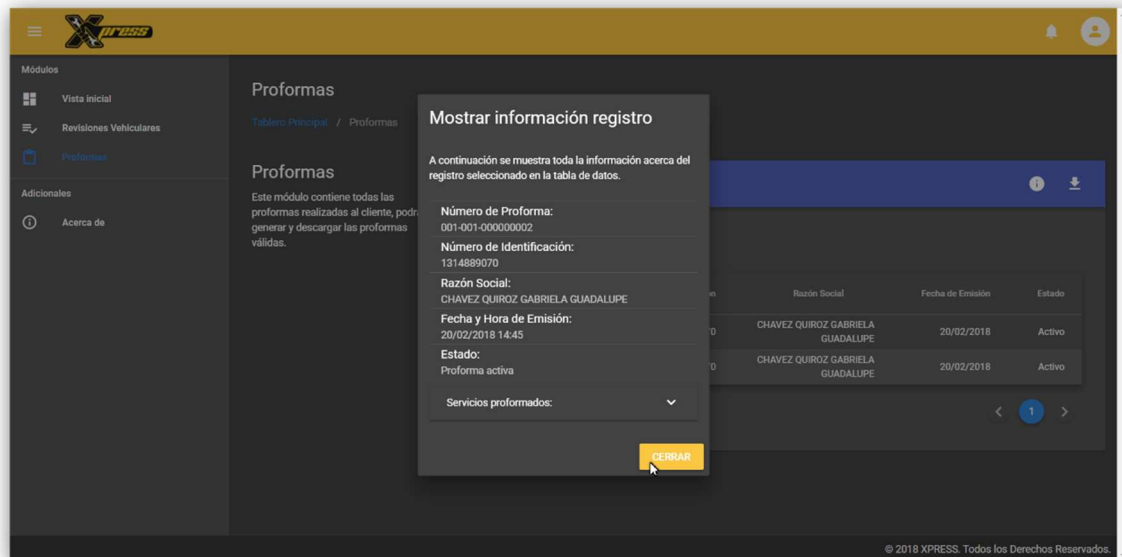 Xpress
Módulos
Vista inicial
Revisiones Vehiculares
Proformas
Adicionales
Acerca de
Proformas
Tablero Principal / Proformas
Proformas
Este módulo contiene todas las
proformas realizadas al cliente, podr
generar y descargar las proformas
válidas.
Mostrar información registro
A continuación se muestra toda la información acerca del
registro seleccionado en la tabla de datos.
Número de Proforma:
001-001-000000002
Número de Identificación:
1314889070
Razón Social:
CHAVEZ QUIROZ GABRIELA GUADALUPE
Fecha y Hora de Emisión:
20/02/2018 14:45
Estado:
Proforma activa
Servicios proformados:
CERRAR
Razón Social Fecha de Emisión Estado
CHAVEZ QUIROZ GABRIELA
GUADALUPE 20/02/2018 Activo
CHAVEZ QUIROZ GABRIELA
GUADALUPE 20/02/2018 Activo
1
© 2018 XPRESS. Todos los Derechos Reservados.